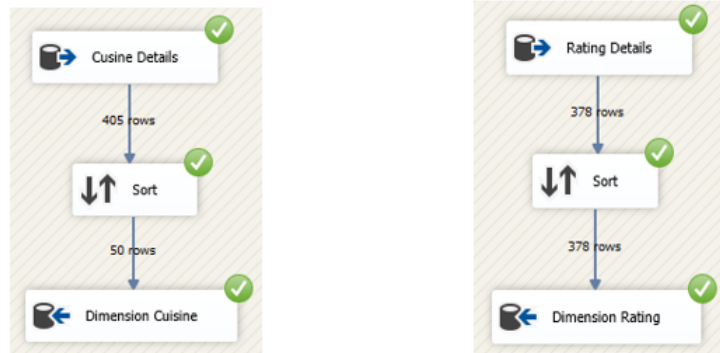 Cusine Details
405 rows
Sort
50 rows
Dimension Cuisine
Rating Details
378 rows
Sort
378 rows
Dimension Rating